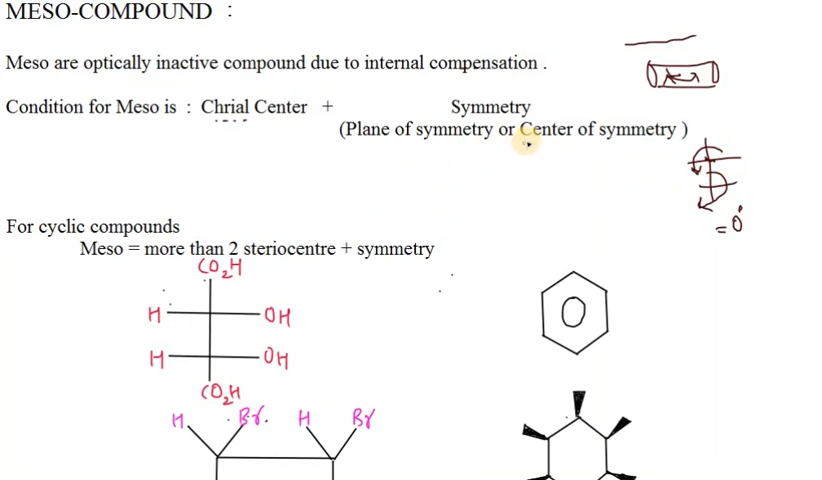 MESO-COMPOUND :
Meso are optically inactive compound due to internal compensation .
Condition for Meso is : Chrial Center + Symmetry
(Plane of symmetry or Center of symmetry )
= 0
For cyclic compounds
Meso = more than 2 steriocentre + symmetry
CO2H
H OH
H OH
CO2H
H Br. H Br